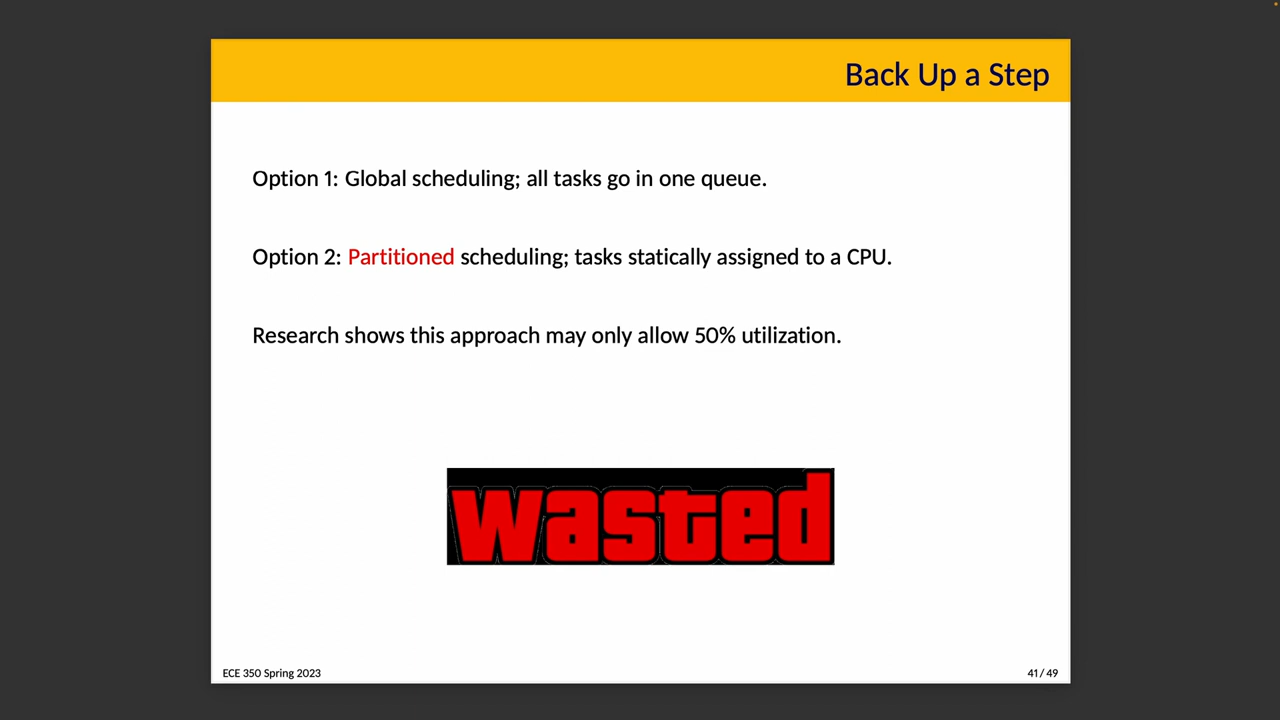 Back Up a Step
Option 1: Global scheduling; all tasks go in one queue.
Option 2: Partitioned scheduling; tasks statically assigned to a CPU.
Research shows this approach may only allow 50% utilization.
wasted
ECE 350 Spring 2023
41 / 49